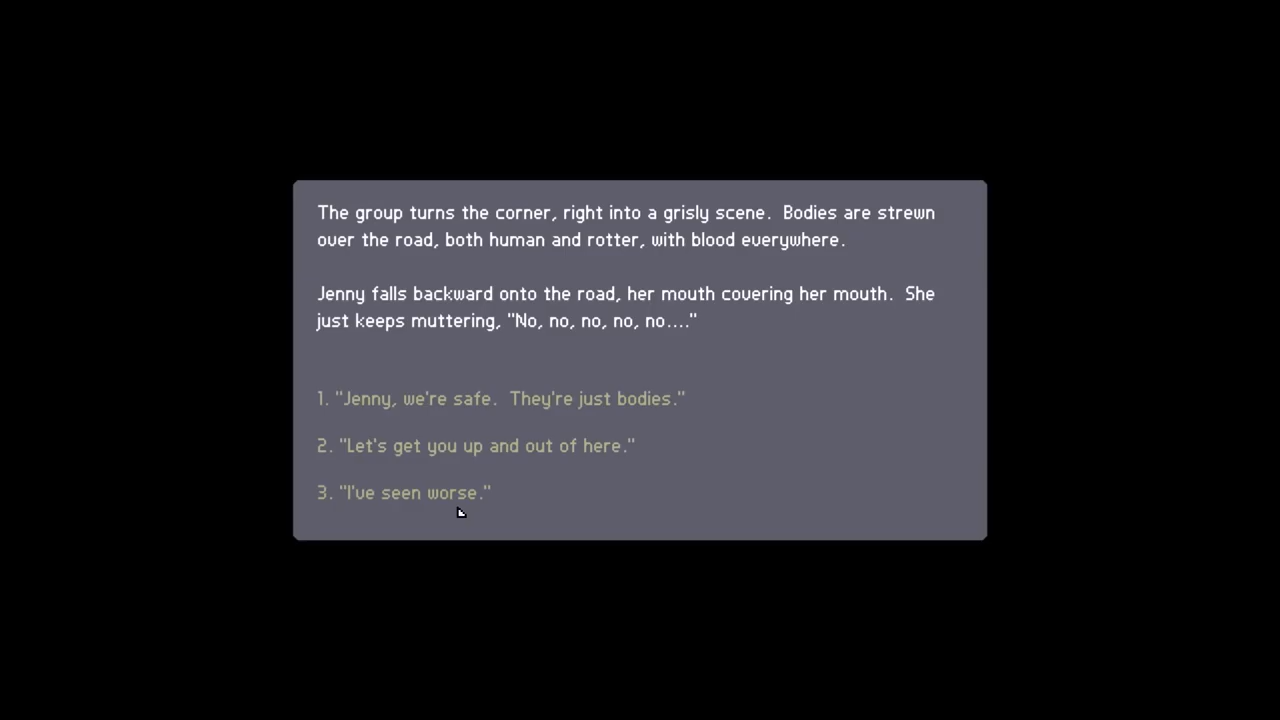 The group turns the corner, right into a grisly scene.  Bodies are strewn
over the road, both human and rotter, with blood everywhere.
Jenny falls backward onto the road, her mouth covering her mouth.  She
just keeps muttering, "No, no, no, no, no...."
1. "Jenny, we're safe.  They're just bodies."
2. "Let's get you up and out of here."
3. "I've seen worse."